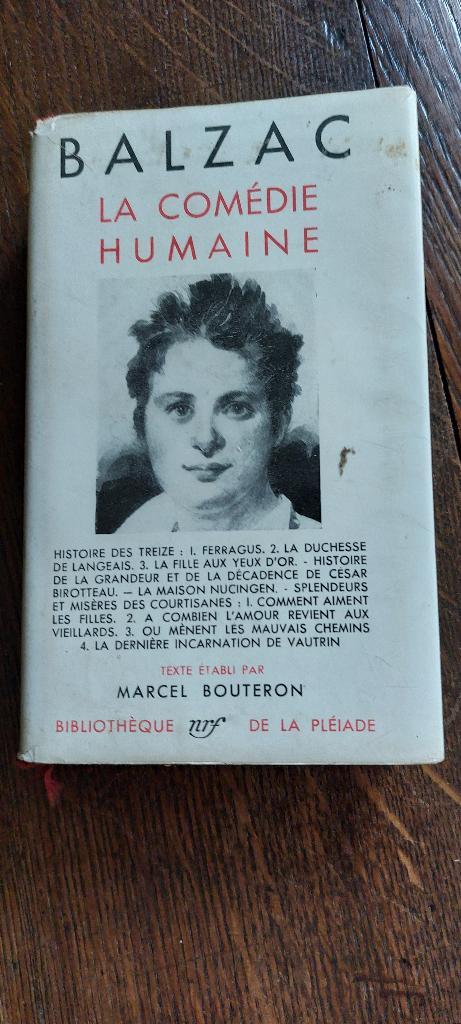 BALZAC
LA COMÉDIE
HUMAINE
HISTOIRE DES TREIZE : 1. FERRAGUS. 2. LA DUCHESSE
DE LANGEAIS. 3. LA FILLE AUX YEUX D'OR. - HISTOIRE
DE LA GRANDEUR ET DE LA DÉCADENCE DE CÉSAR
BIROTTEAU. — LA MAISON NUCINGEN. - SPLENDEURS
ET MISÈRES DES COURTISANES : 1. COMMENT AIMENT
LES FILLES. 2. A COMBIEN L'AMOUR REVIENT AUX
VIEILLARDS. 3. OU MÈNENT LES MAUVAIS CHEMINS
4. LA DERNIÈRE INCARNATION DE VAUTRIN
TEXTE ÉTABLI PAR
MARCEL BOUTERON
BIBLIOTHÈQUE nrf DE LA PLÉIADE